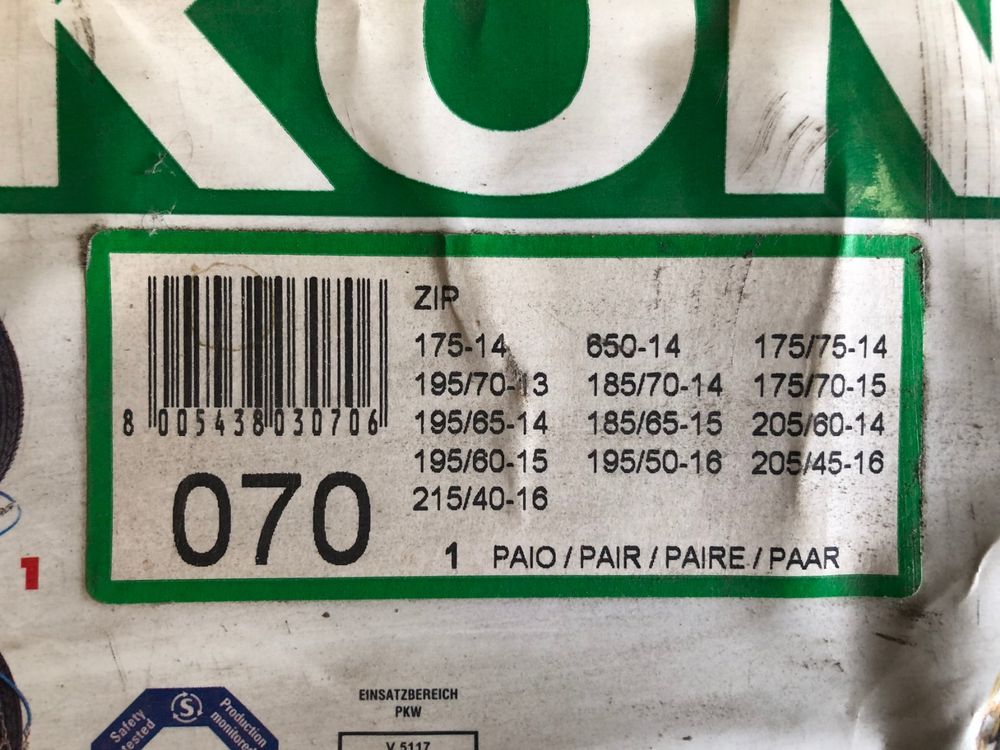 KÖN
ZIP
175-14 650-14 175/75-14
195/70-13 185/70-14 175/70-15
195/65-14 185/65-15 205/60-14
195/60-15 195/50-16 205/45-16
215/40-16
8 005438 030706
070
1 PAIO / PAIR / PAIRE / PAAR
1
Safety tested
S
Production monitored
EINSATZBEREICH
PKW
V 5117